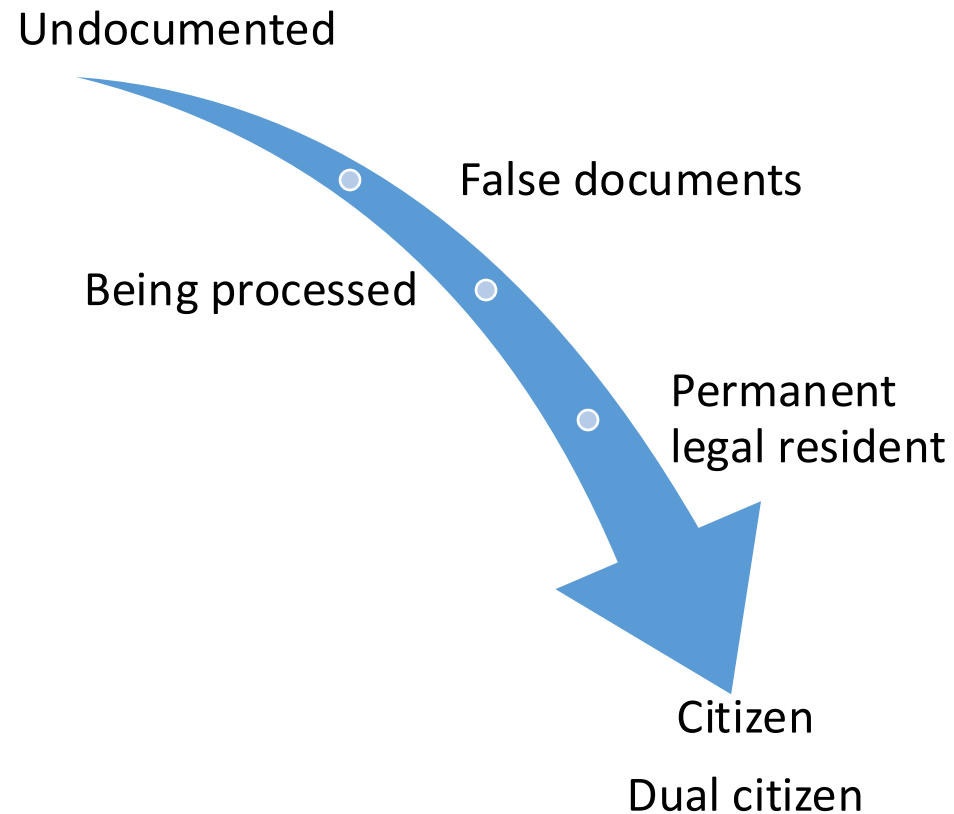 Undocumented
False documents
Being processed
Permanent
legal resident
Citizen
Dual citizen